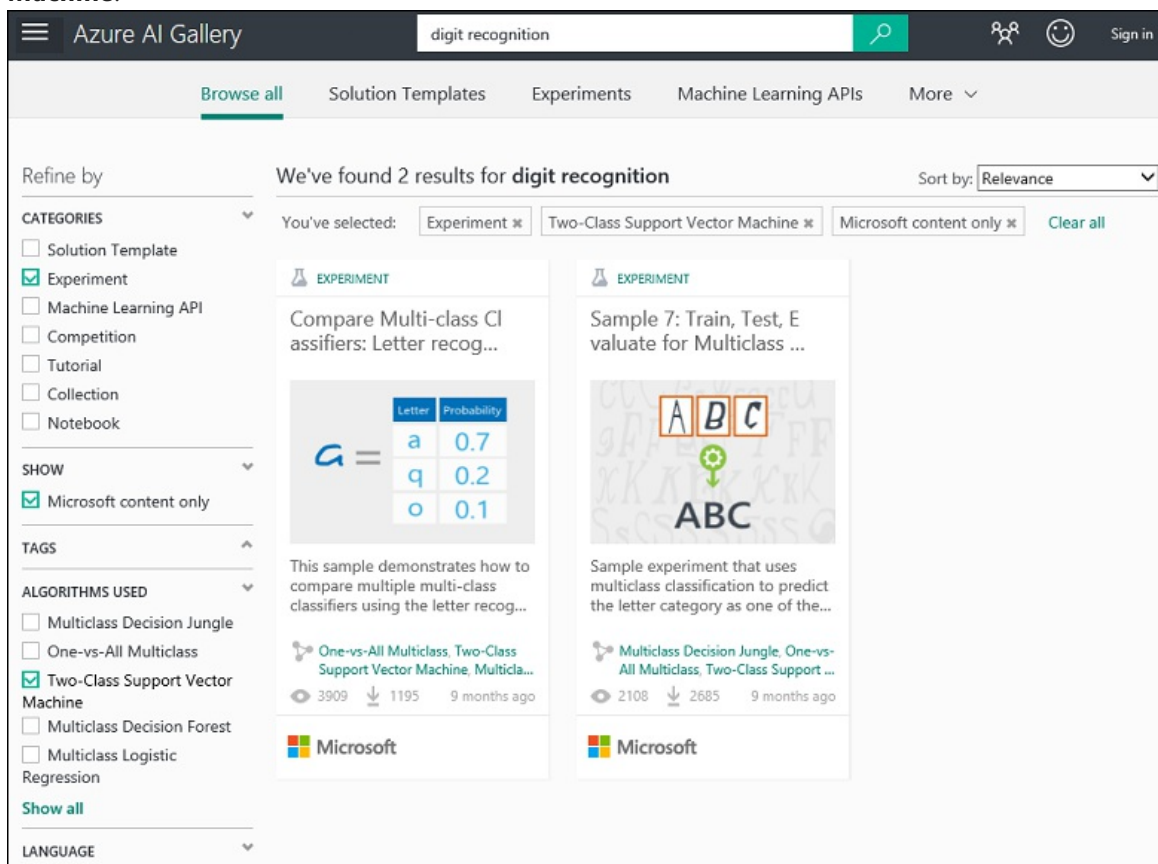 machine.
Azure AI Gallery
digit recognition
Sign in
Browse all
Solution Templates
Experiments
Machine Learning APIs
More
Refine by
CATEGORIES
Solution Template
Experiment
Machine Learning API
Competition
Tutorial
Collection
Notebook
SHOW
Microsoft content only
TAGS
ALGORITHMS USED
Multiclass Decision Jungle
One-vs-All Multiclass
Two-Class Support Vector
Machine
Multiclass Decision Forest
Multiclass Logistic
Regression
Show all
LANGUAGE
We've found 2 results for digit recognition
Sort by: Relevance
You've selected: Experiment × Two-Class Support Vector Machine × Microsoft content only × Clear all
EXPERIMENT
Compare Multi-class Cl
assifiers: Letter recog...
Letter Probability
a = a 0.7
q 0.2
o 0.1
This sample demonstrates how to
compare multiple multi-class
classifiers using the letter recog...
One-vs-All Multiclass, Two-Class
Support Vector Machine, Multicla...
3909 1195 9 months ago
Microsoft
EXPERIMENT
Sample 7: Train, Test, E
valuate for Multiclass ...
A B C
ABC
Sample experiment that uses
multiclass classification to predict
the letter category as one of the...
Multiclass Decision Jungle, One-vs-
All Multiclass, Two-Class Support ...
2108 2685 9 months ago
Microsoft